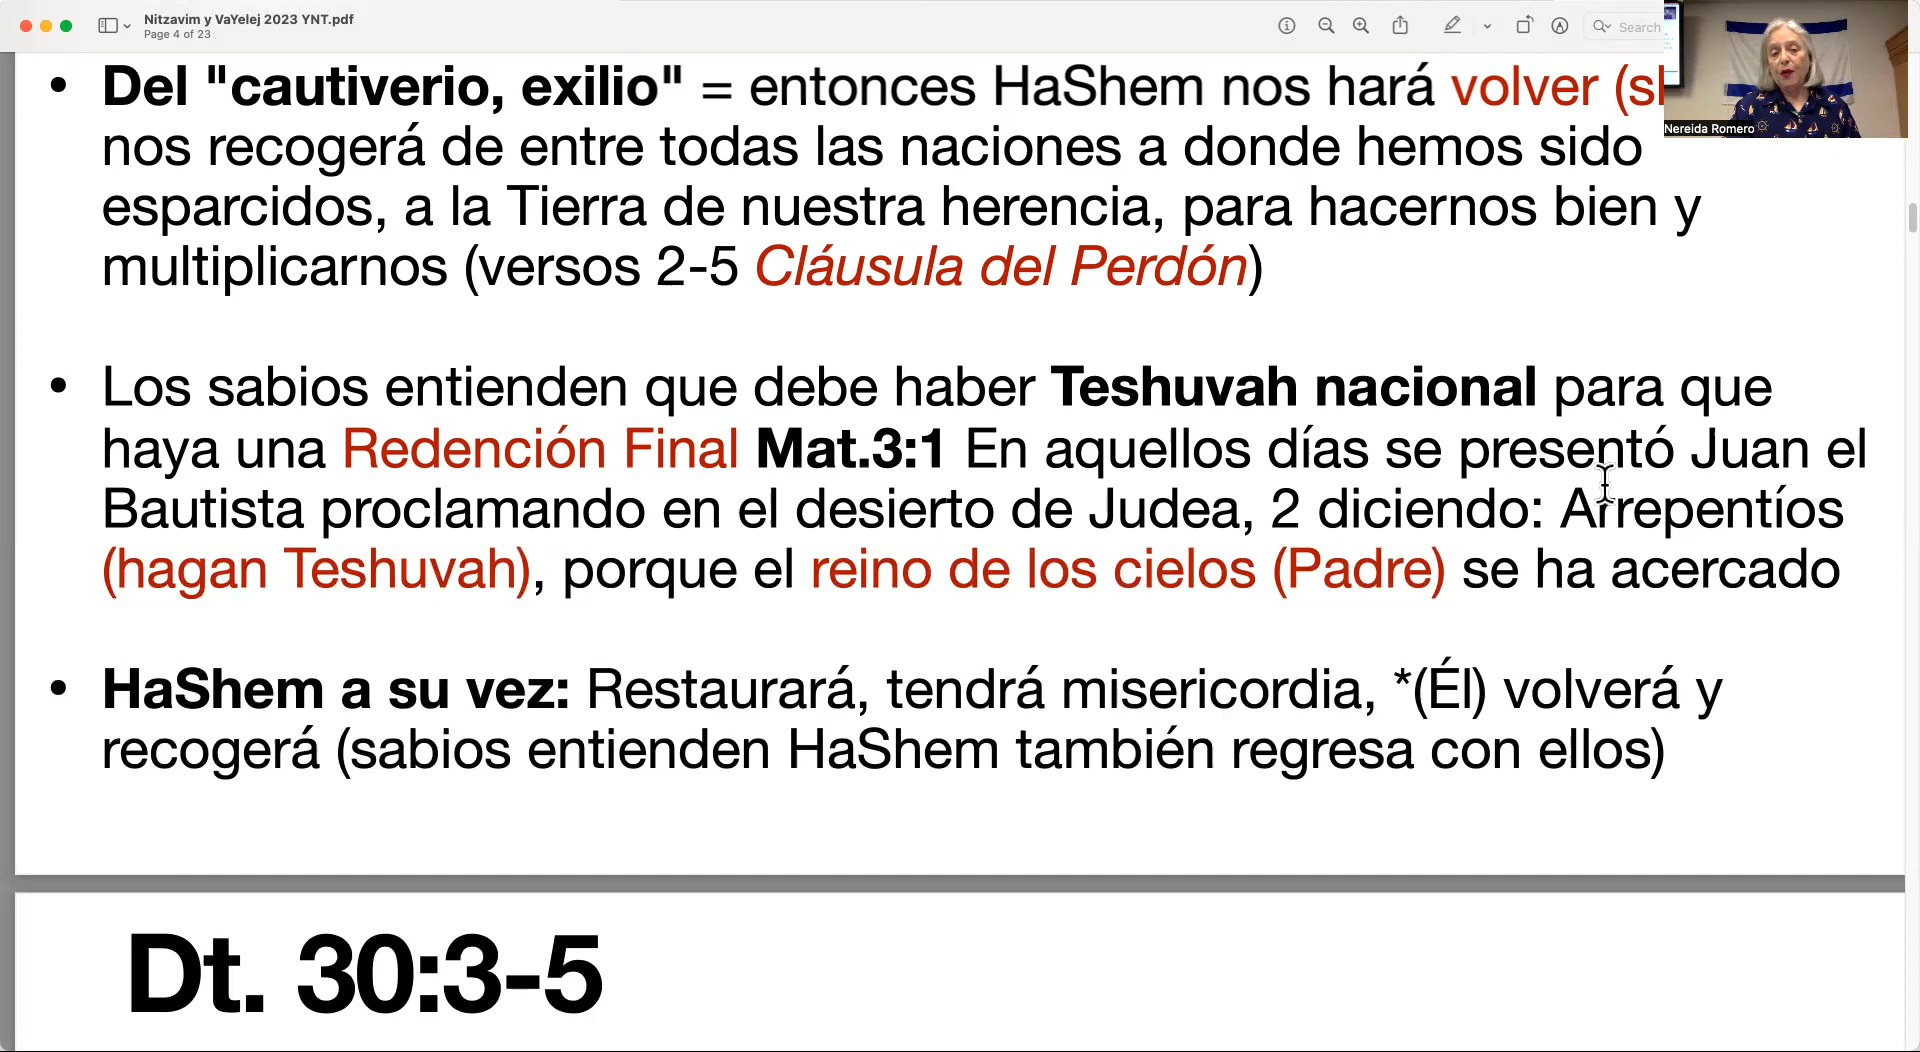 Nitzavim y VaYelej 2023 YNT.pdf
Page 4 of 23
Search
Nereida Romero
• Del "cautiverio, exilio" = entonces HaShem nos hará volver
nos recogerá de entre todas las naciones a donde hemos sido
esparcidos, a la Tierra de nuestra herencia, para hacernos bien y
multiplicarnos (versos 2-5 Cláusula del Perdón)
• Los sabios entienden que debe haber Teshuvah nacional para que
haya una Redención Final Mat.3:1 En aquellos días se presentó Juan el
Bautista proclamando en el desierto de Judea, 2 diciendo: Arrepentíos
(hagan Teshuvah), porque el reino de los cielos (Padre) se ha acercado
• HaShem a su vez: Restaurará, tendrá misericordia, *(Él) volverá y
recogerá (sabios entienden HaShem también regresa con ellos)
Dt. 30:3-5